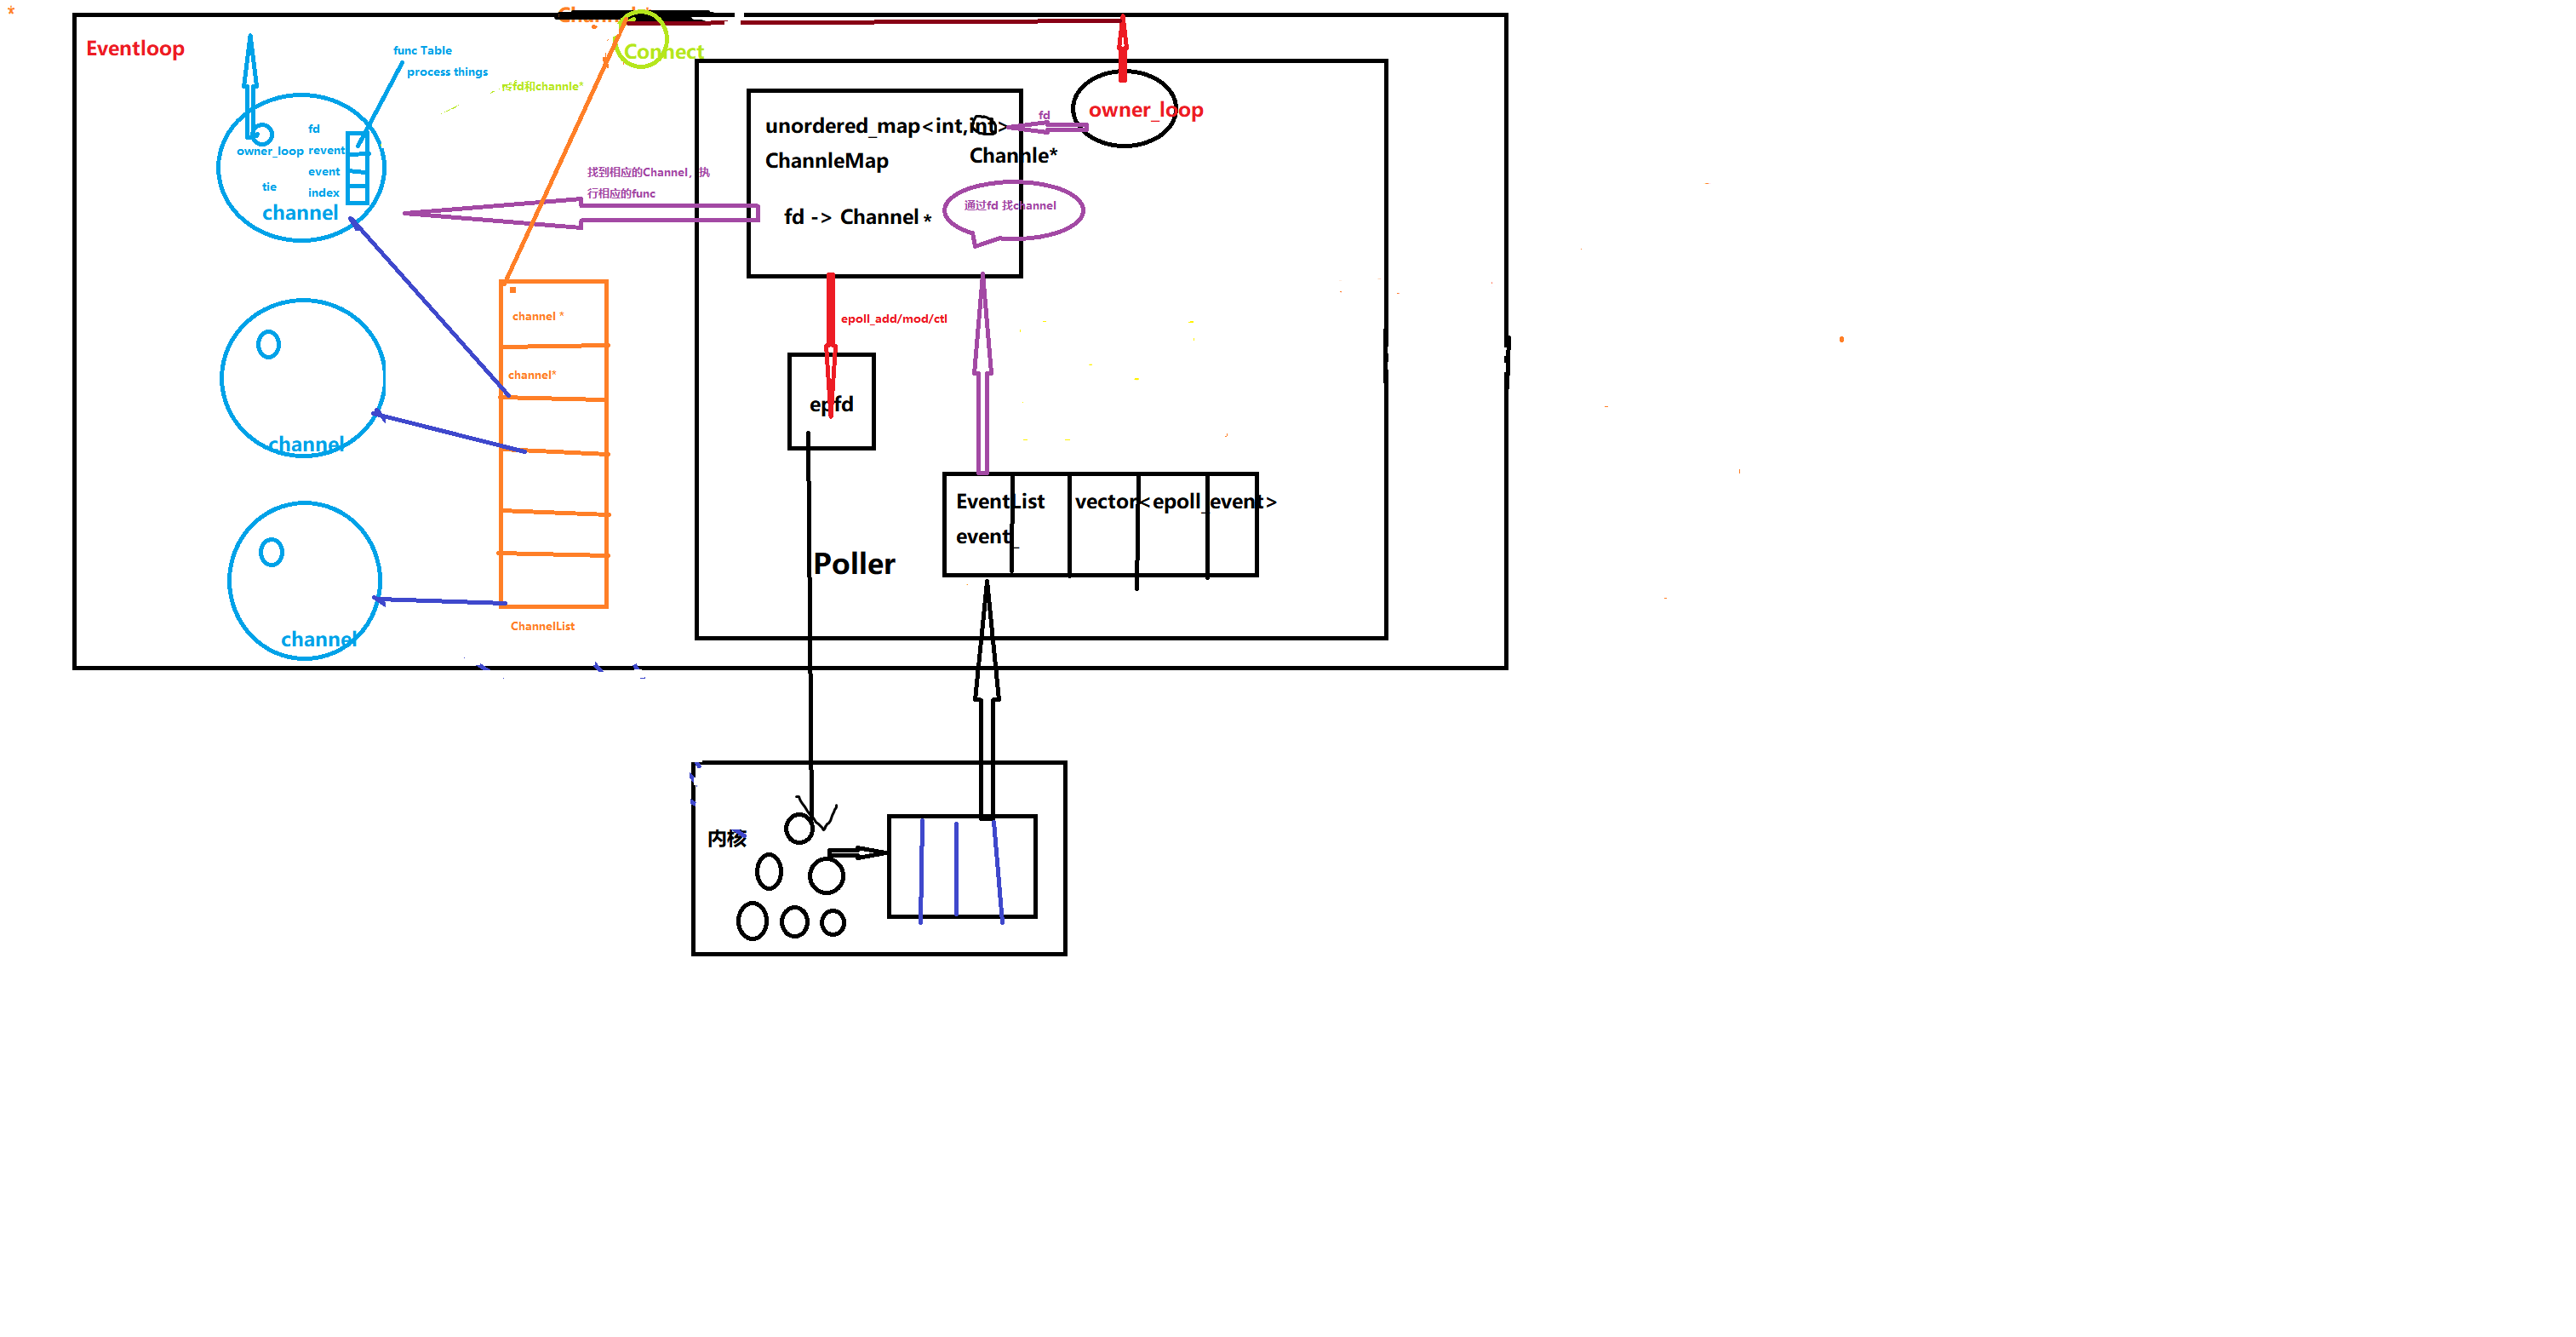 Eventloop
func Table
process things
Connect
fd和channle*
fd
owner_loop
revent
event
tie
index
channel
找到相应的Channel，执
行相应的func
unordered_map<int,int>
ChannleMap
Channle*
fd -> Channel *
通过fd 找channel
fd
owner_loop
epoll_add/mod/ctl
epfd
channel *
channel*
channel
channel
ChannelList
EventList
event_
vector<epoll_event>
Poller
内核